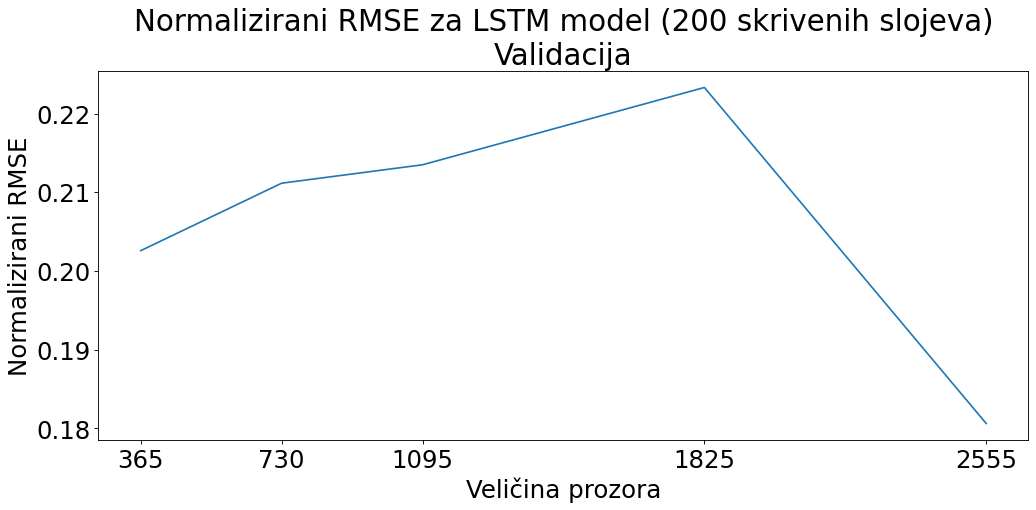 Normalizirani RMSE za LSTM model (200 skrivenih slojeva)
Validacija
Normalizirani RMSE
0.22
0.21
0.20
0.19
0.18
365 730 1095 1825 2555
Veličina prozora